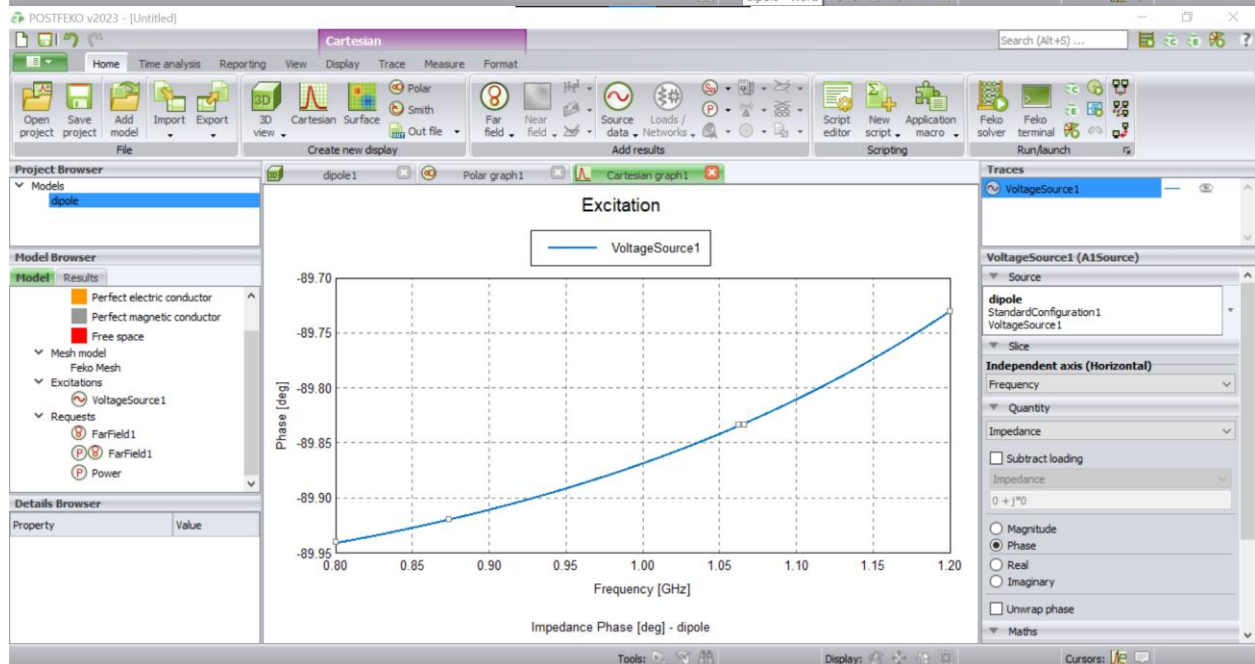 dipole - Word
POSTFEKO v2023 - [Untitled]
Cartesian
Search (Alt+S) ...
Home Time analysis Reporting View Display Trace Measure Format
Open project
Save project
Add model
Import
Export
3D view
Cartesian
Surface
Polar
Smith
Out file
Far field
Near field
Source data
Loads / Networks
Script editor
New script
Application macro
Feko solver
Feko terminal
File
Create new display
Add results
Scripting
Run/launch
Project Browser
Models
dipole
Model Browser
Model Results
Perfect electric conductor
Perfect magnetic conductor
Free space
Mesh model
Feko Mesh
Excitations
VoltageSource1
Requests
FarField1
FarField1
Power
Details Browser
Property Value
dipole1 Polar graph1 Cartesian graph1
Excitation
VoltageSource1
Phase [deg]
-89.70
-89.75
-89.80
-89.85
-89.90
-89.95
0.80 0.85 0.90 0.95 1.00 1.05 1.10 1.15 1.20
Frequency [GHz]
Impedance Phase [deg] - dipole
Traces
VoltageSource1
VoltageSource1 (A1Source)
Source
dipole
StandardConfiguration1
VoltageSource1
Slice
Independent axis (Horizontal)
Frequency
Quantity
Impedance
Subtract loading
Impedance
0 + j*0
Magnitude
Phase
Real
Imaginary
Unwrap phase
Maths
Tools:
Display:
Cursors: